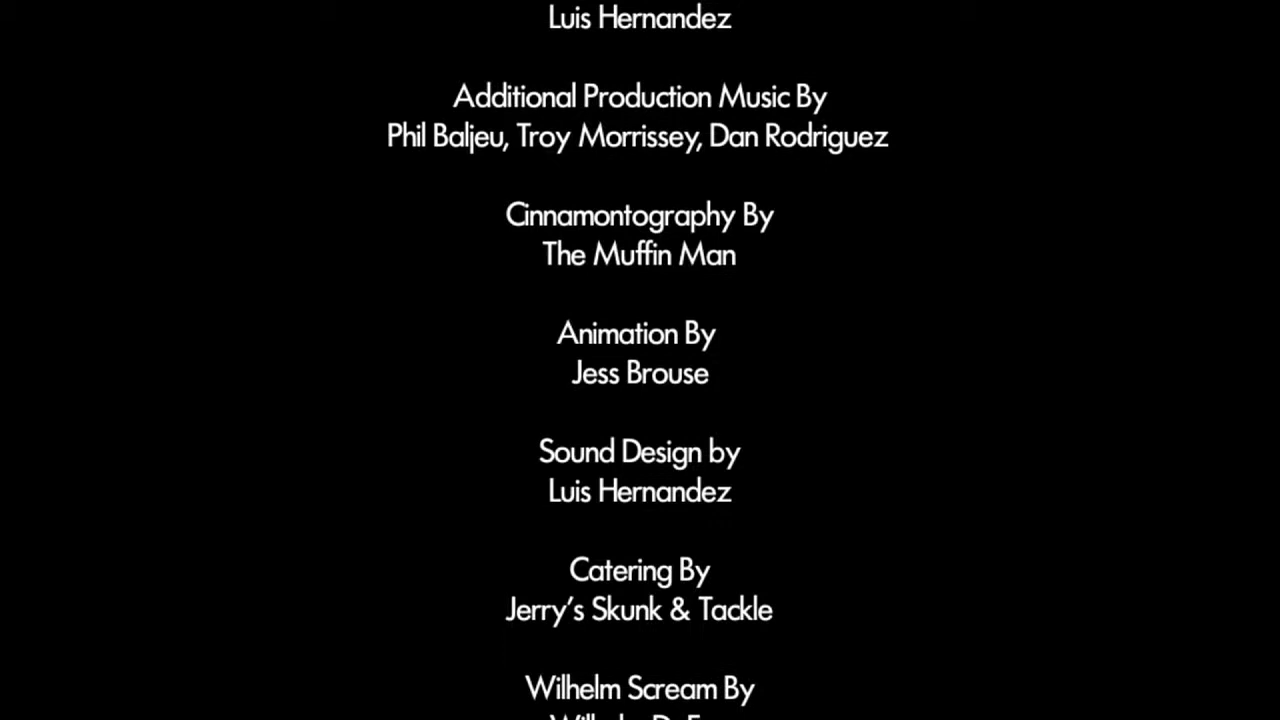 Luis Hernandez
Additional Production Music By
Phil Baljeu, Troy Morrissey, Dan Rodriguez
Cinnamontography By
The Muffin Man
Animation By
Jess Brouse
Sound Design by
Luis Hernandez
Catering By
Jerry's Skunk & Tackle
Wilhelm Scream By